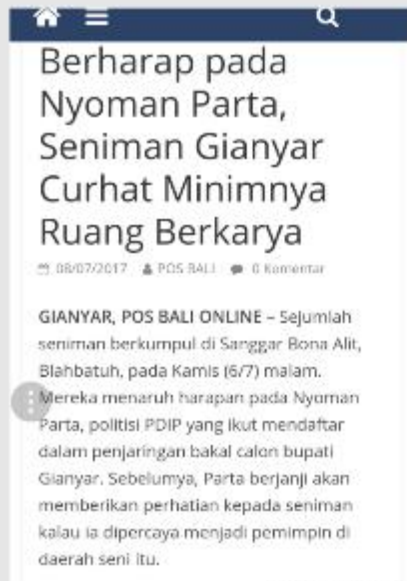 Berharap pada
Nyoman Parta,
Seniman Gianyar
Curhat Minimnya
Ruang Berkarya
08/07/2017 POS BALI 0 Komentar
GIANYAR, POS BALI ONLINE – Sejumlah
seniman berkumpul di Sanggar Bona Alit,
Blahbatuh, pada Kamis (6/7) malam.
Mereka menaruh harapan pada Nyoman
Parta, politisi PDIP yang ikut mendaftar
dalam penjaringan bakal calon bupati
Gianyar. Sebelumya, Parta berjanji akan
memberikan perhatian kepada seniman
kalau ia dipercaya menjadi pemimpin di
daerah seni itu.